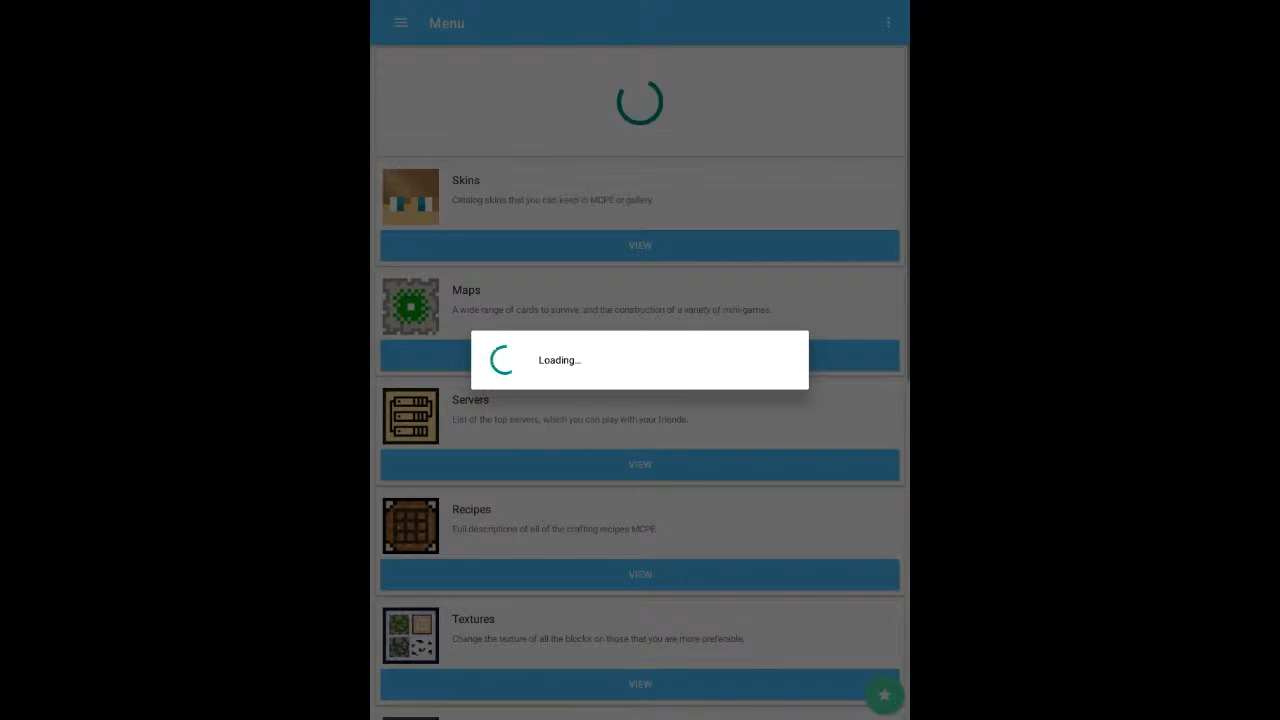 Menu
Skins
Catalog skins that you can keep in MCPE or gallery.
VIEW
Maps
A wide range of cards to survive, and the construction of a variety of mini-games.
Loading...
Servers
List of the top servers, which you can play with your friends.
VIEW
Recipes
Full descriptions of all of the crafting recipes MCPE.
VIEW
Textures
Change the texture of all the blocks on those that you are more preferable.
VIEW